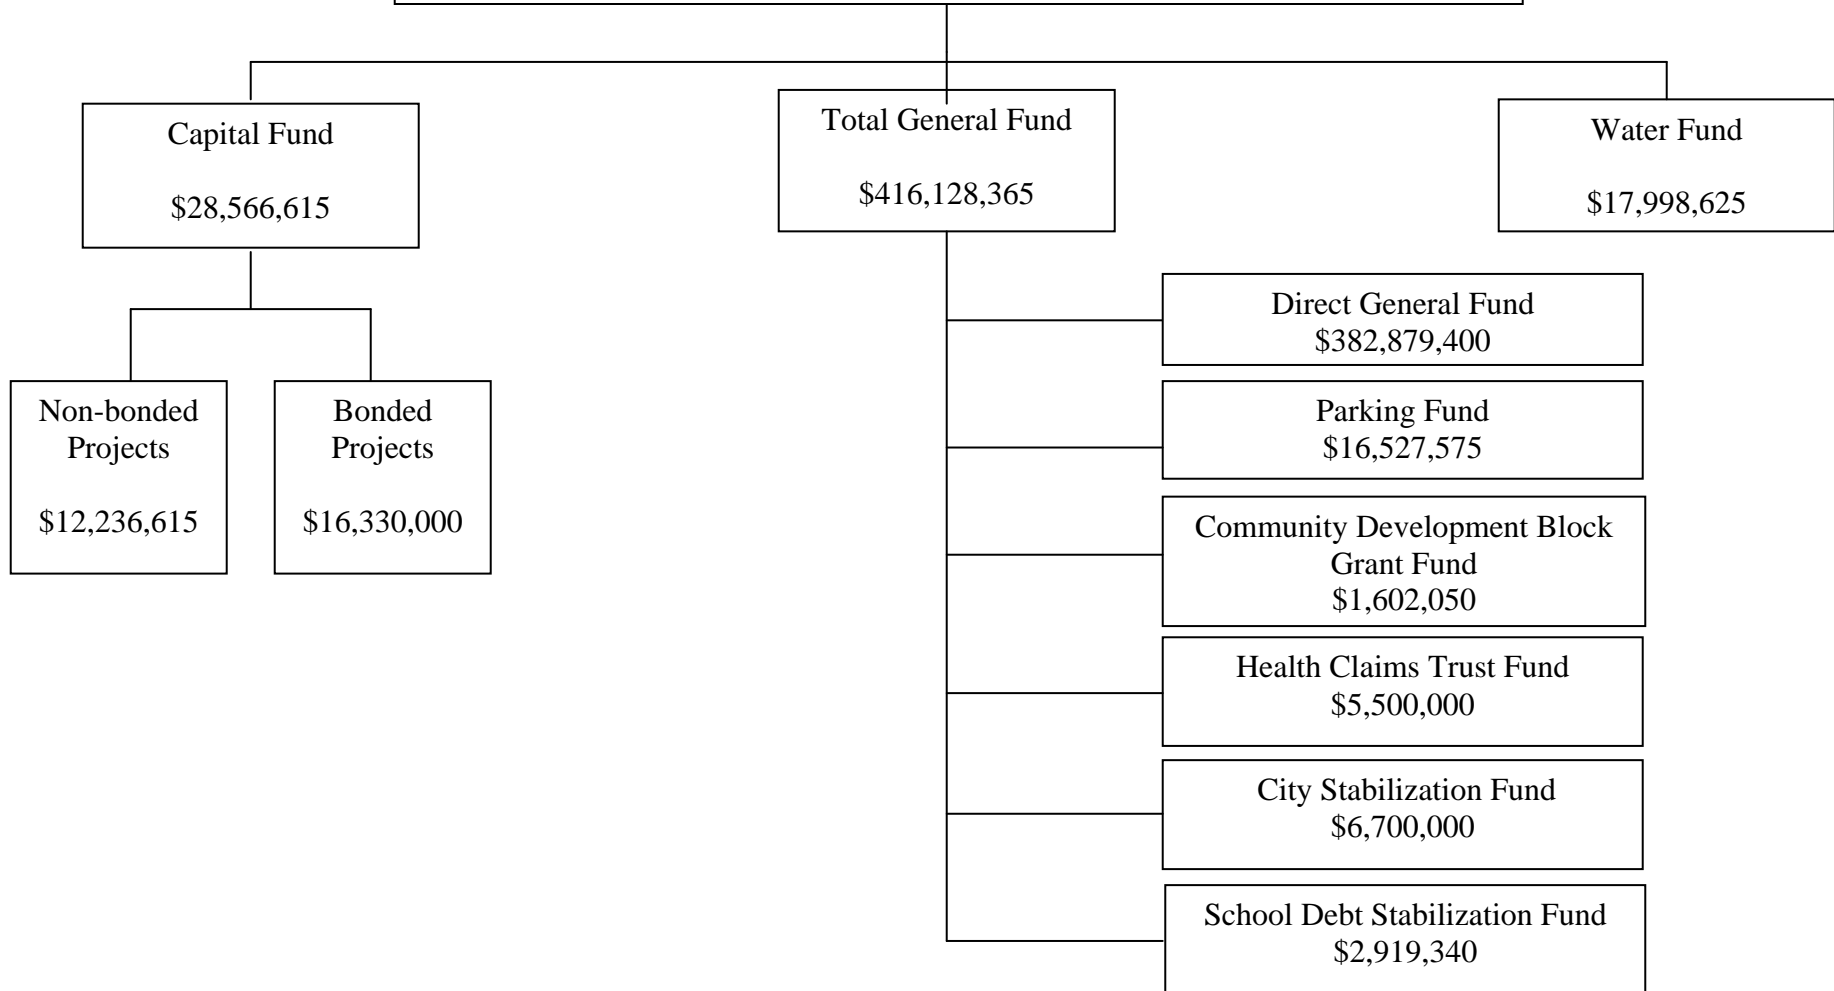 Capital Fund
$28,566,615
Total General Fund
$416,128,365
Water Fund
$17,998,625
Non-bonded
Projects
$12,236,615
Bonded
Projects
$16,330,000
Direct General Fund
$382,879,400
Parking Fund
$16,527,575
Community Development Block
Grant Fund
$1,602,050
Health Claims Trust Fund
$5,500,000
City Stabilization Fund
$6,700,000
School Debt Stabilization Fund
$2,919,340